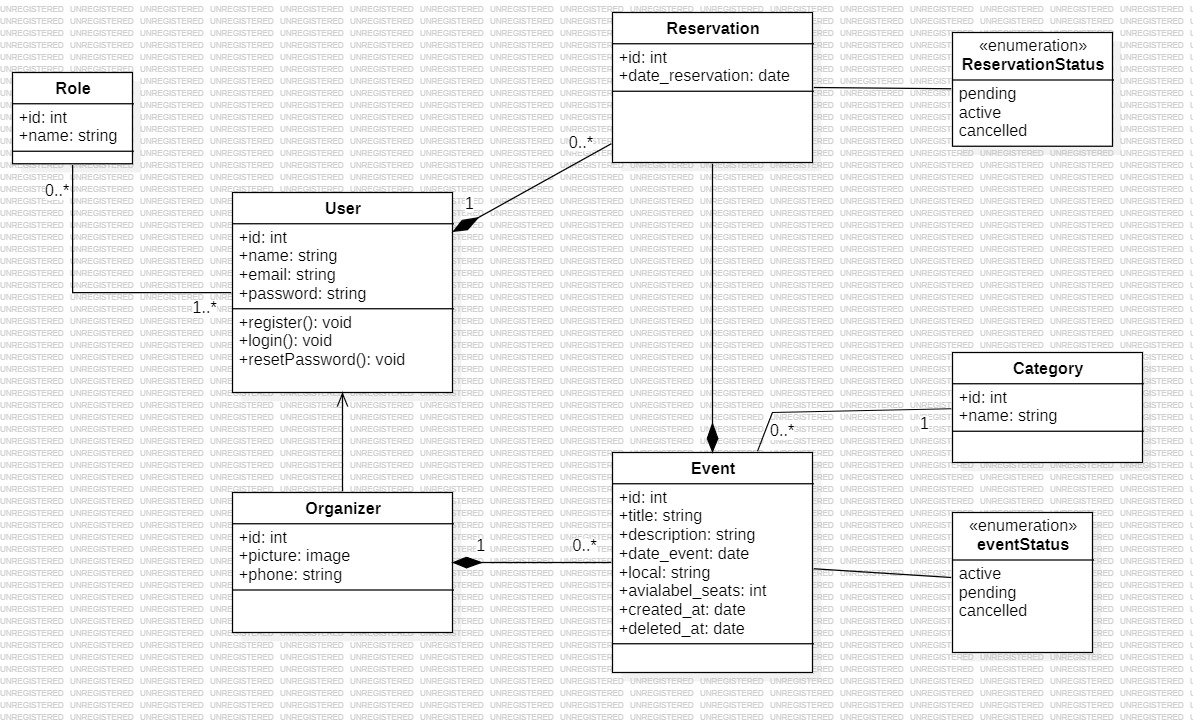 Role
+id: int
+name: string
0..*
1..*
User
+id: int
+name: string
+email: string
+password: string
+register(): void
+login(): void
+resetPassword(): void
1
0..*
Reservation
+id: int
+date_reservation: date
«enumeration»
ReservationStatus
pending
active
cancelled
Category
+id: int
+name: string
0..*
1
Organizer
+id: int
+picture: image
+phone: string
1
0..*
Event
+id: int
+title: string
+description: string
+date_event: date
+local: string
+avialabel_seats: int
+created_at: date
+deleted_at: date
«enumeration»
eventStatus
active
pending
cancelled
UNREGISTERED